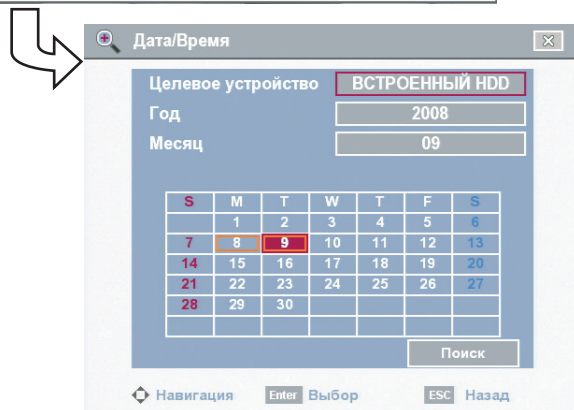 Дата/Время
Целевое устройство ВСТРОЕННЫЙ HDD
Год 2008
Месяц 09
S M T W T F S
1 2 3 4 5 6
7 8 9 10 11 12 13
14 15 16 17 18 19 20
21 22 23 24 25 26 27
28 29 30
Поиск
Навигация Enter Выбор ESC Назад